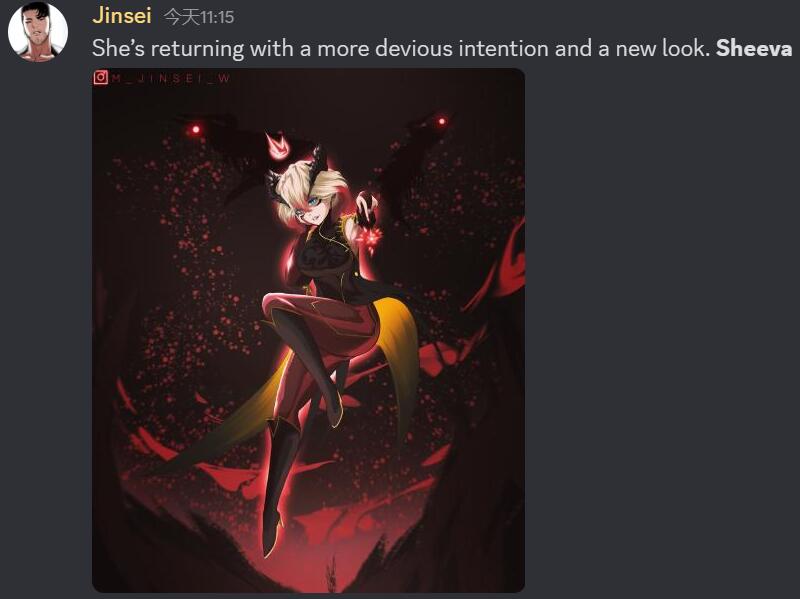 Jinsei 今天11:15
She’s returning with a more devious intention and a new look. Sheeva
M_JINSEI_W